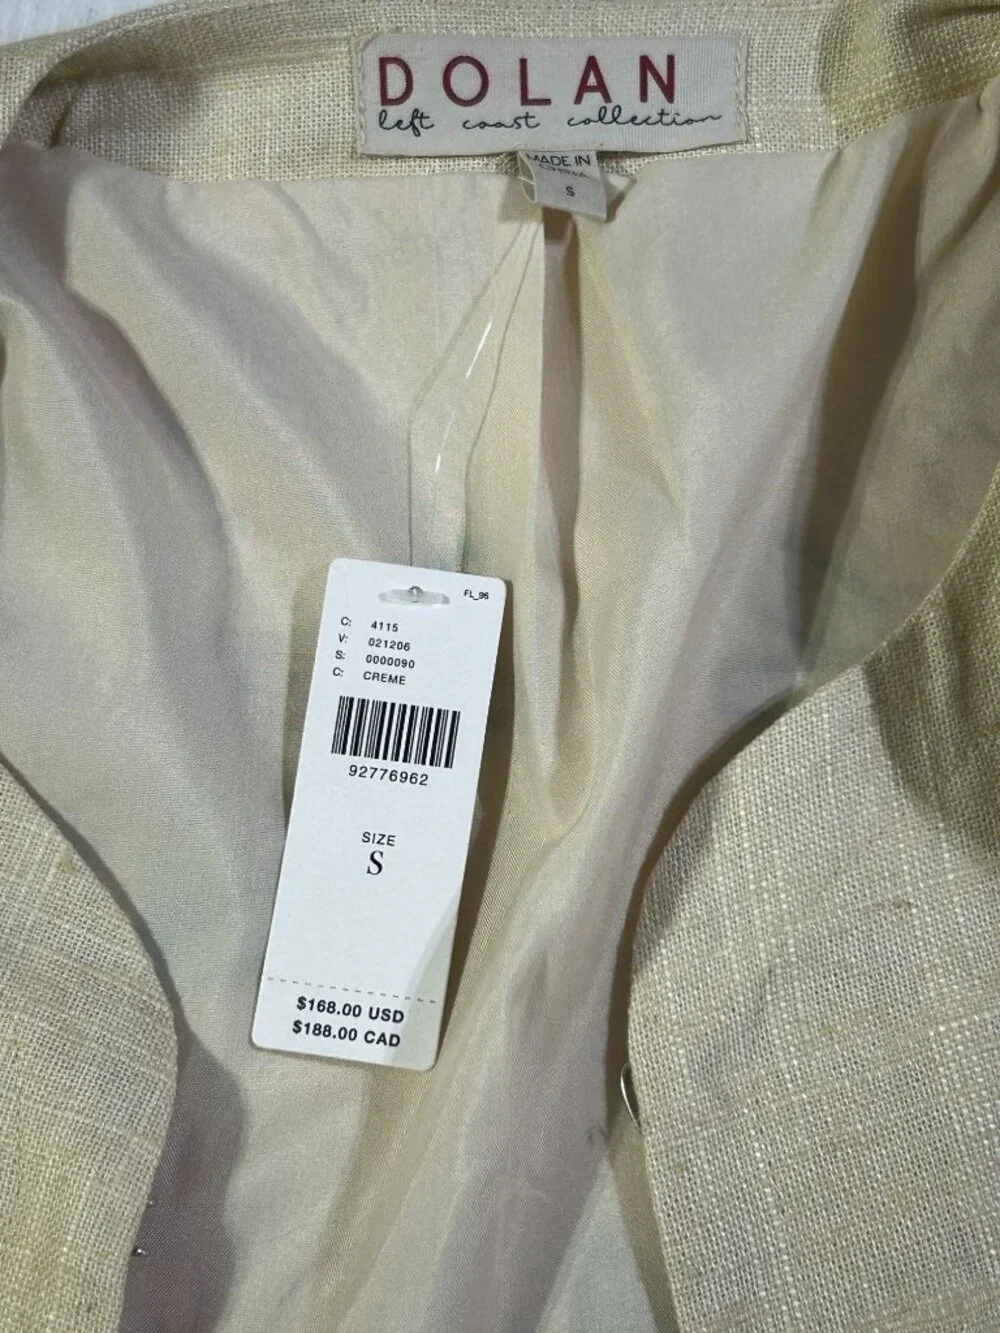 DOLAN
left coast collection
MADE IN
CHINA
S
FL_96
C: 4115
V: 021206
S: 0000090
C: CREME
92776962
SIZE
S
$168.00 USD
$188.00 CAD